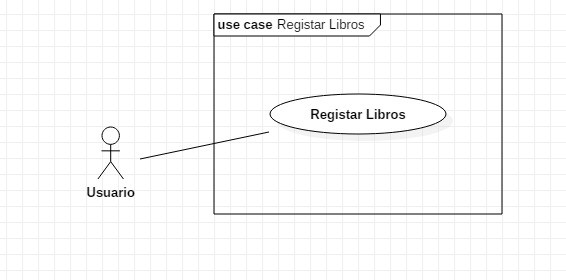 use case Registar Libros
Registar Libros
Usuario